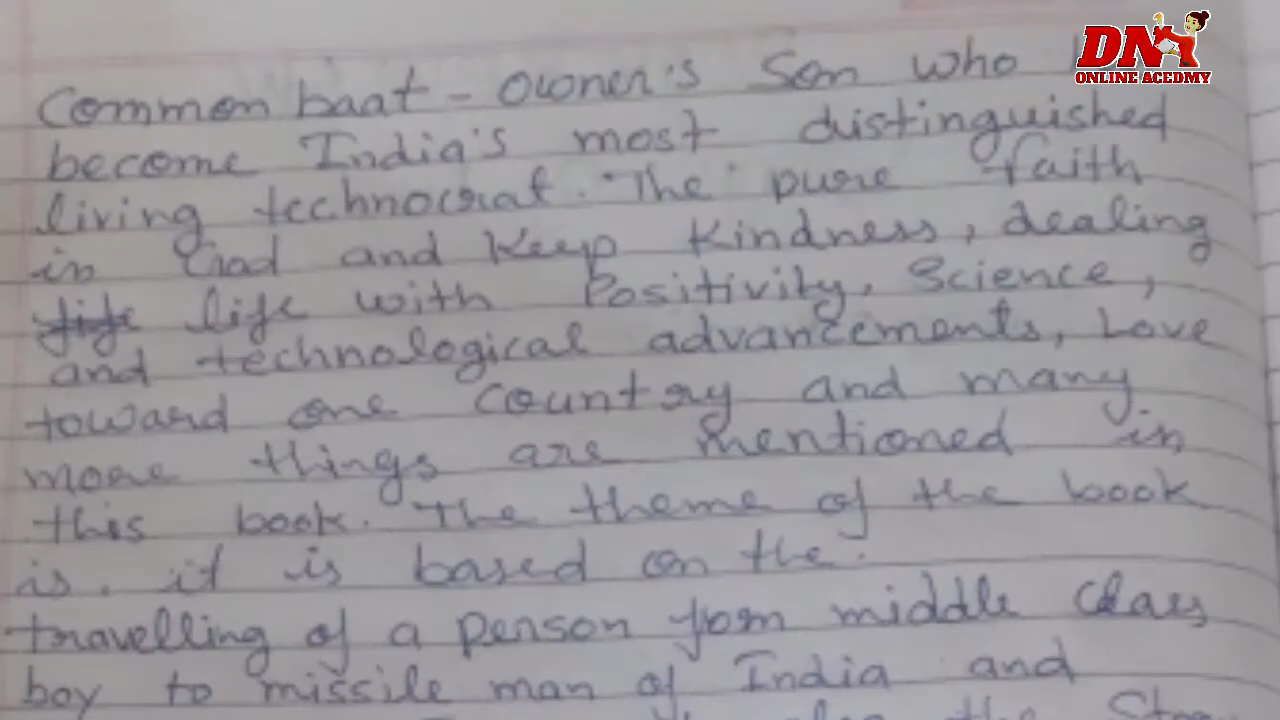 DNA
ONLINE ACEDMY
Common baat - owner's Son who
become India's most distinguished
living technocrat. The pure faith
in God and keep kindness, dealing
life with Positivity. Science,
and technological advancements, Love
toward one country and many
more things are mentioned in
this book. The theme of the book
is. it is based on the.
travelling of a person from middle class
boy to missile man of India and
the